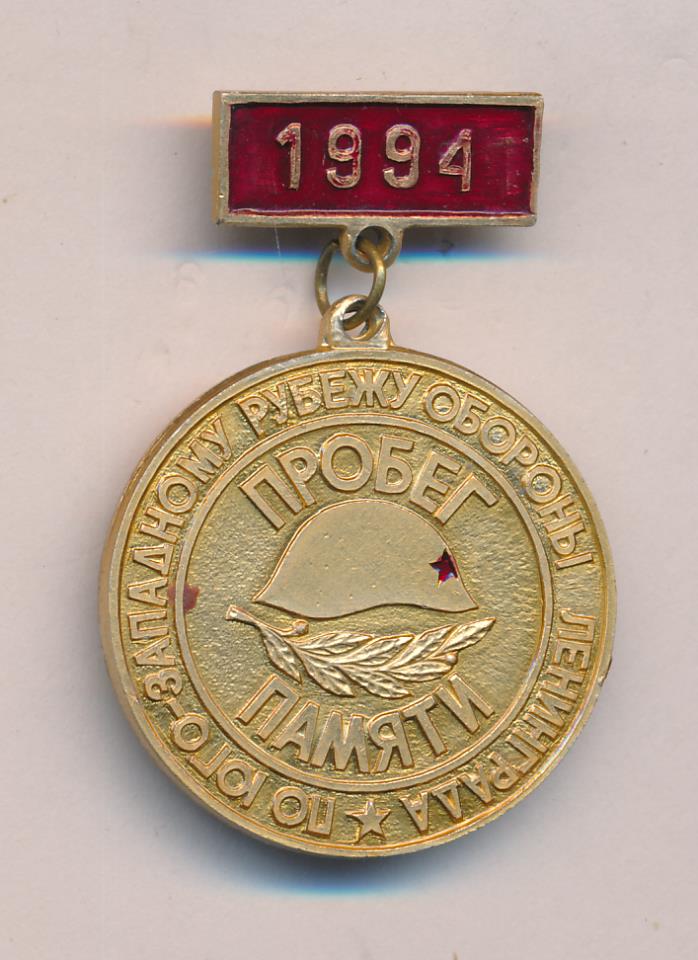 1994
ПО ЮГО-ЗАПАДНОМУ РУБЕЖУ ОБОРОНЫ ЛЕНИНГРАДА
ПРОБЕГ
ПАМЯТИ